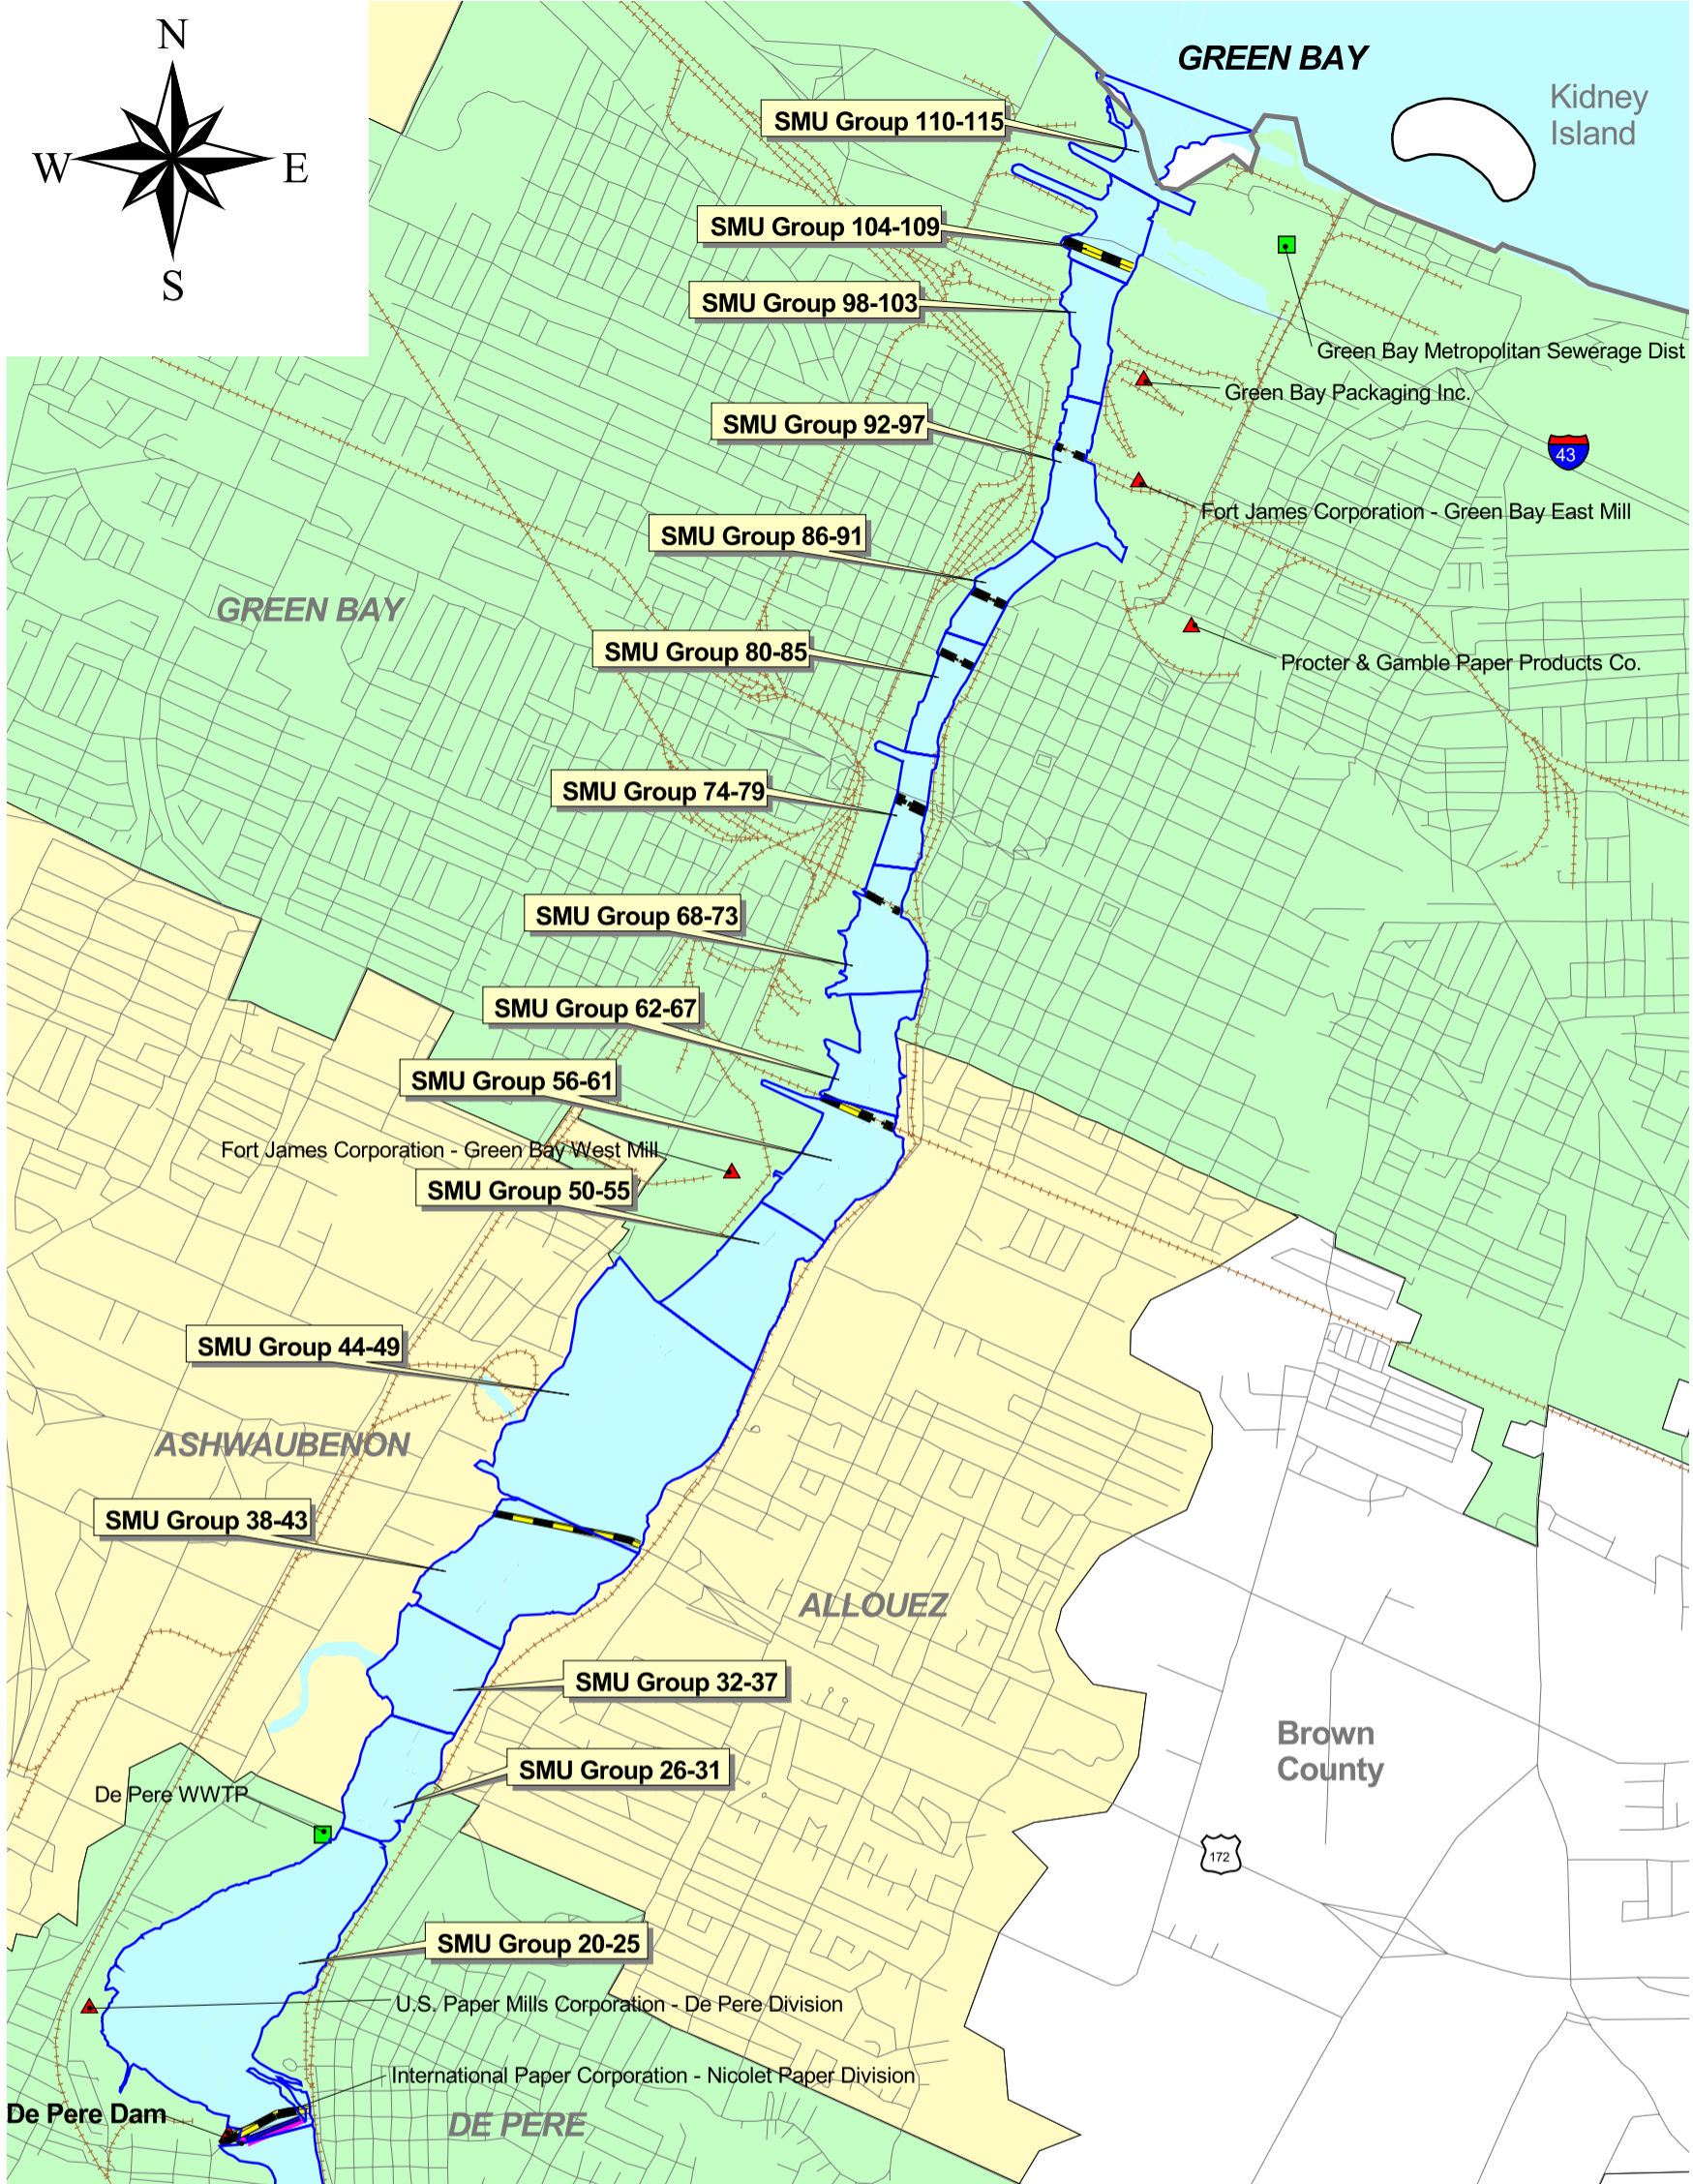 N
GREEN BAY
Kidney
Island
SMU Group 110-115
W
E
SMU Group 104-109
S
SMU Group 98-103
Green Bay Metropolitan Sewerage Dist
Green Bay Packaging Inc.
SMU Group 92-97
43
Fort James Corporation - Green Bay East Mill
SMU Group 86-91
GREEN BAY
SMU Group 80-85
Procter & Gamble Paper Products Co.
SMU Group 74-79
SMU Group 68-73
SMU Group 62-67
SMU Group 56-61
Fort James Corporation - Green Bay West Mill
SMU Group 50-55
SMU Group 44-49
ASHWAUBENON
SMU Group 38-43
ALLOUEZ
SMU Group 32-37
Brown
County
SMU Group 26-31
De Pere WWTP
172
SMU Group 20-25
U.S. Paper Mills Corporation - De Pere Division
International Paper Corporation - Nicolet Paper Division
De Pere Dam
DE PERE